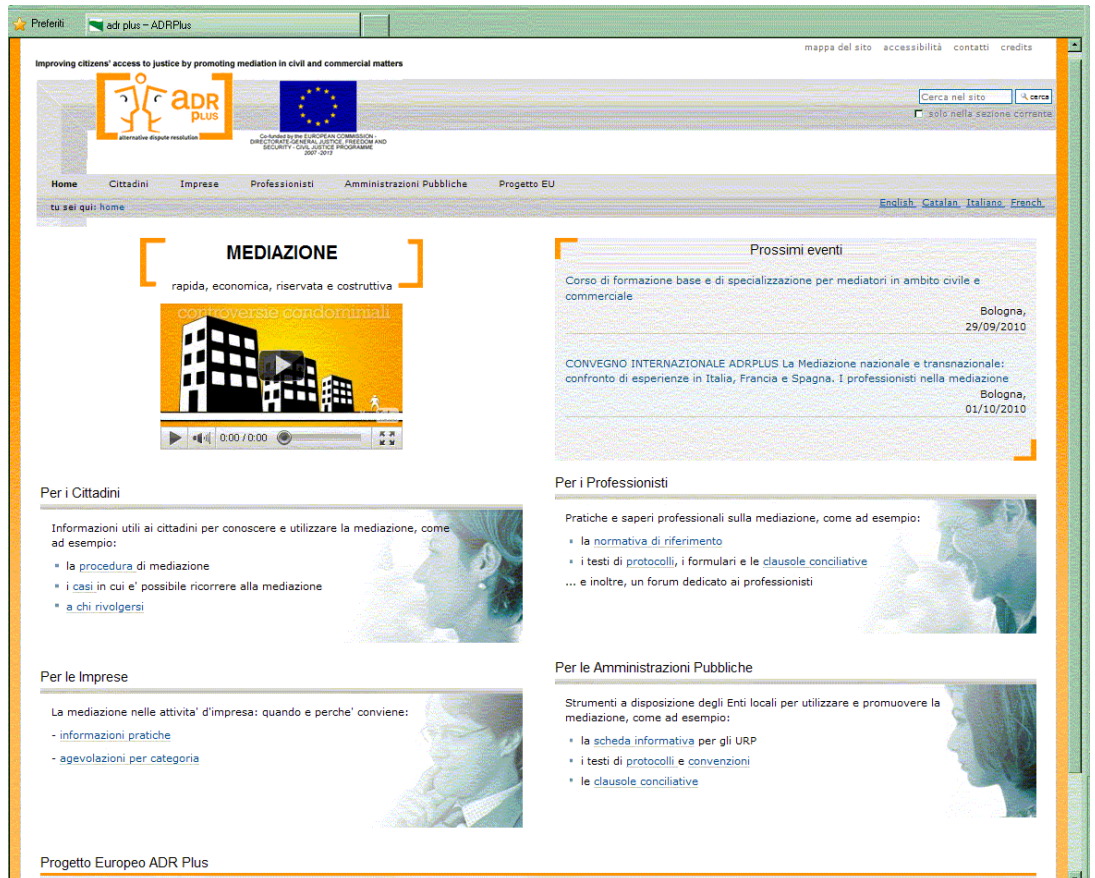 Preferiti
adr plus – ADRPlus
mappa del sito accessibilità contatti credits
Improving citizens' access to justice by promoting mediation in civil and commercial matters
aDR
PLUS
alternative dispute resolution
Co-funded by the EUROPEAN COMMISSION -
DIRECTORATE-GENERAL JUSTICE, FREEDOM AND
SECURITY - CIVIL JUSTICE PROGRAMME
2007 -2013
Cerca nel sito
cerca
solo nella sezione corrente
Home Cittadini Imprese Professionisti Amministrazioni Pubbliche Progetto EU
tu sei qui: home
English Catalan Italiano French
MEDIAZIONE
rapida, economica, riservata e costruttiva
controversie condominiali
0:00 / 0:00
Prossimi eventi
Corso di formazione base e di specializzazione per mediatori in ambito civile e
commerciale
Bologna,
29/09/2010
CONVEGNO INTERNAZIONALE ADRPLUS La Mediazione nazionale e transnazionale:
confronto di esperienze in Italia, Francia e Spagna. I professionisti nella mediazione
Bologna,
01/10/2010
Per i Cittadini
Informazioni utili ai cittadini per conoscere e utilizzare la mediazione, come
ad esempio:
la procedura di mediazione
i casi in cui e' possibile ricorrere alla mediazione
a chi rivolgersi
Per i Professionisti
Pratiche e saperi professionali sulla mediazione, come ad esempio:
la normativa di riferimento
i testi di protocolli, i formulari e le clausole conciliative
... e inoltre, un forum dedicato ai professionisti
Per le Imprese
La mediazione nelle attivita' d'impresa: quando e perche' conviene:
- informazioni pratiche
- agevolazioni per categoria
Per le Amministrazioni Pubbliche
Strumenti a disposizione degli Enti locali per utilizzare e promuovere la
mediazione, come ad esempio:
la scheda informativa per gli URP
i testi di protocolli e convenzioni
le clausole conciliative
Progetto Europeo ADR Plus